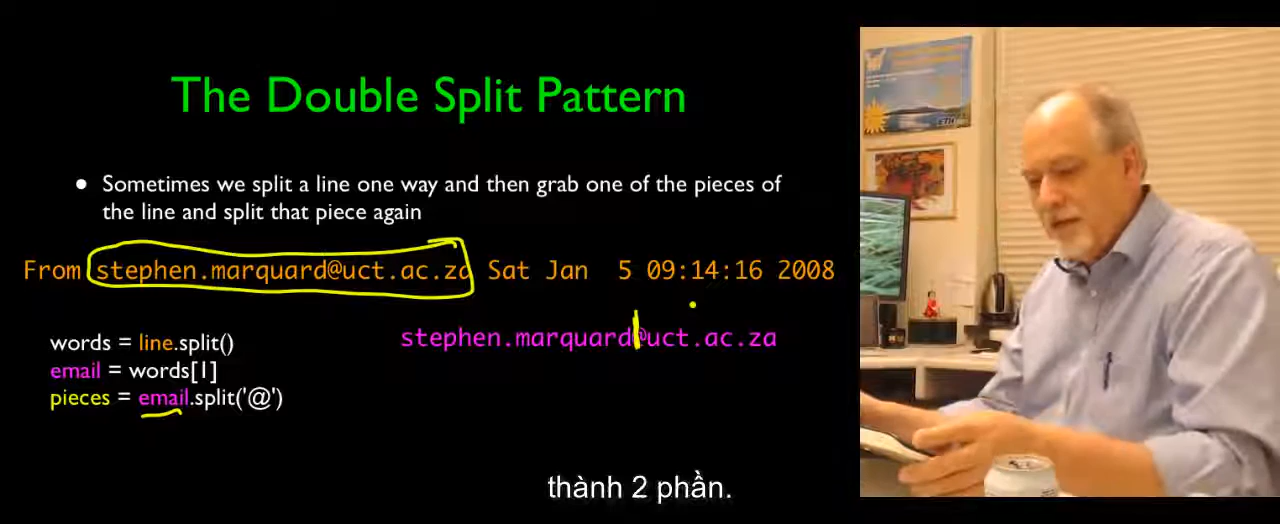 The Double Split Pattern
● Sometimes we split a line one way and then grab one of the pieces of
the line and split that piece again
From stephen.marquard@uct.ac.za Sat Jan  5 09:14:16 2008
stephen.marquard@uct.ac.za
words = line.split()
email = words[1]
pieces = email.split('@')
thành 2 phần.